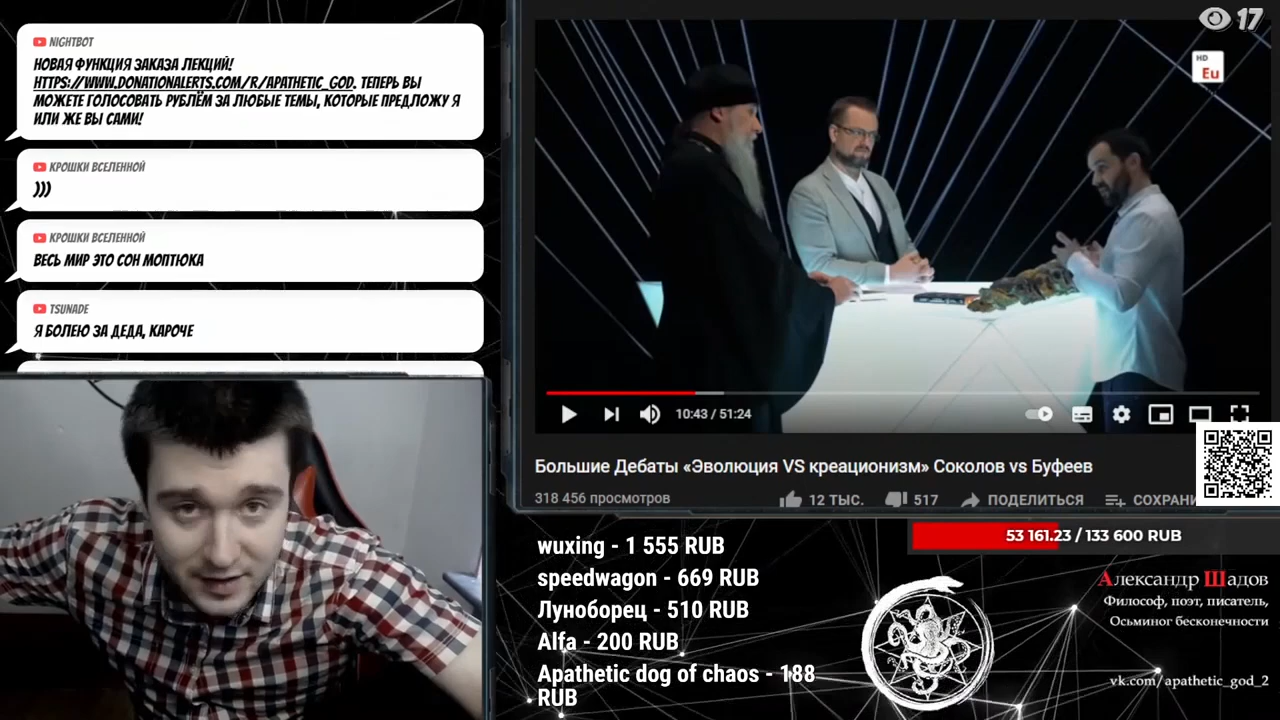 NIGHTBOT
НОВАЯ ФУНКЦИЯ ЗАКАЗА ЛЕКЦИЙ!
HTTPS://WWW.DONATIONALERTS.COM/R/APATHETIC_GOD. ТЕПЕРЬ ВЫ
МОЖЕТЕ ГОЛОСОВАТЬ РУБЛЁМ ЗА ЛЮБЫЕ ТЕМЫ, КОТОРЫЕ ПРЕДЛОЖУ Я
ИЛИ ЖЕ ВЫ САМИ!
КРОШКИ ВСЕЛЕННОЙ
)))
КРОШКИ ВСЕЛЕННОЙ
ВЕСЬ МИР ЭТО СОН МОПТЮКА
TSUNADE
Я БОЛЕЮ ЗА ДЕДА, КАРОЧЕ
17
HD
Eu
10:43 / 51:24
Большие Дебаты «Эволюция VS креационизм» Соколов vs Буфеев
318 456 просмотров
12 ТЫС.
517
ПОДЕЛИТЬСЯ
СОХРАНИ
53 161.23 / 133 600 RUB
wuxing - 1 555 RUB
speedwagon - 669 RUB
Луноборец - 510 RUB
Alfa - 200 RUB
Apathetic dog of chaos - 188
RUB
Александр Шадов
Философ, поэт, писатель,
Осьминог бесконечности
vk.com/apathetic_god_2